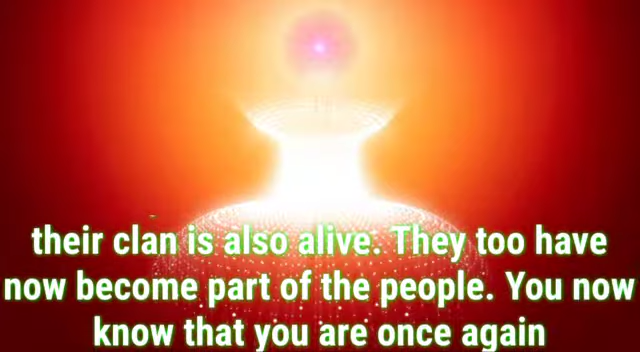 their clan is also alive. They too have
now become part of the people. You now
know that you are once again